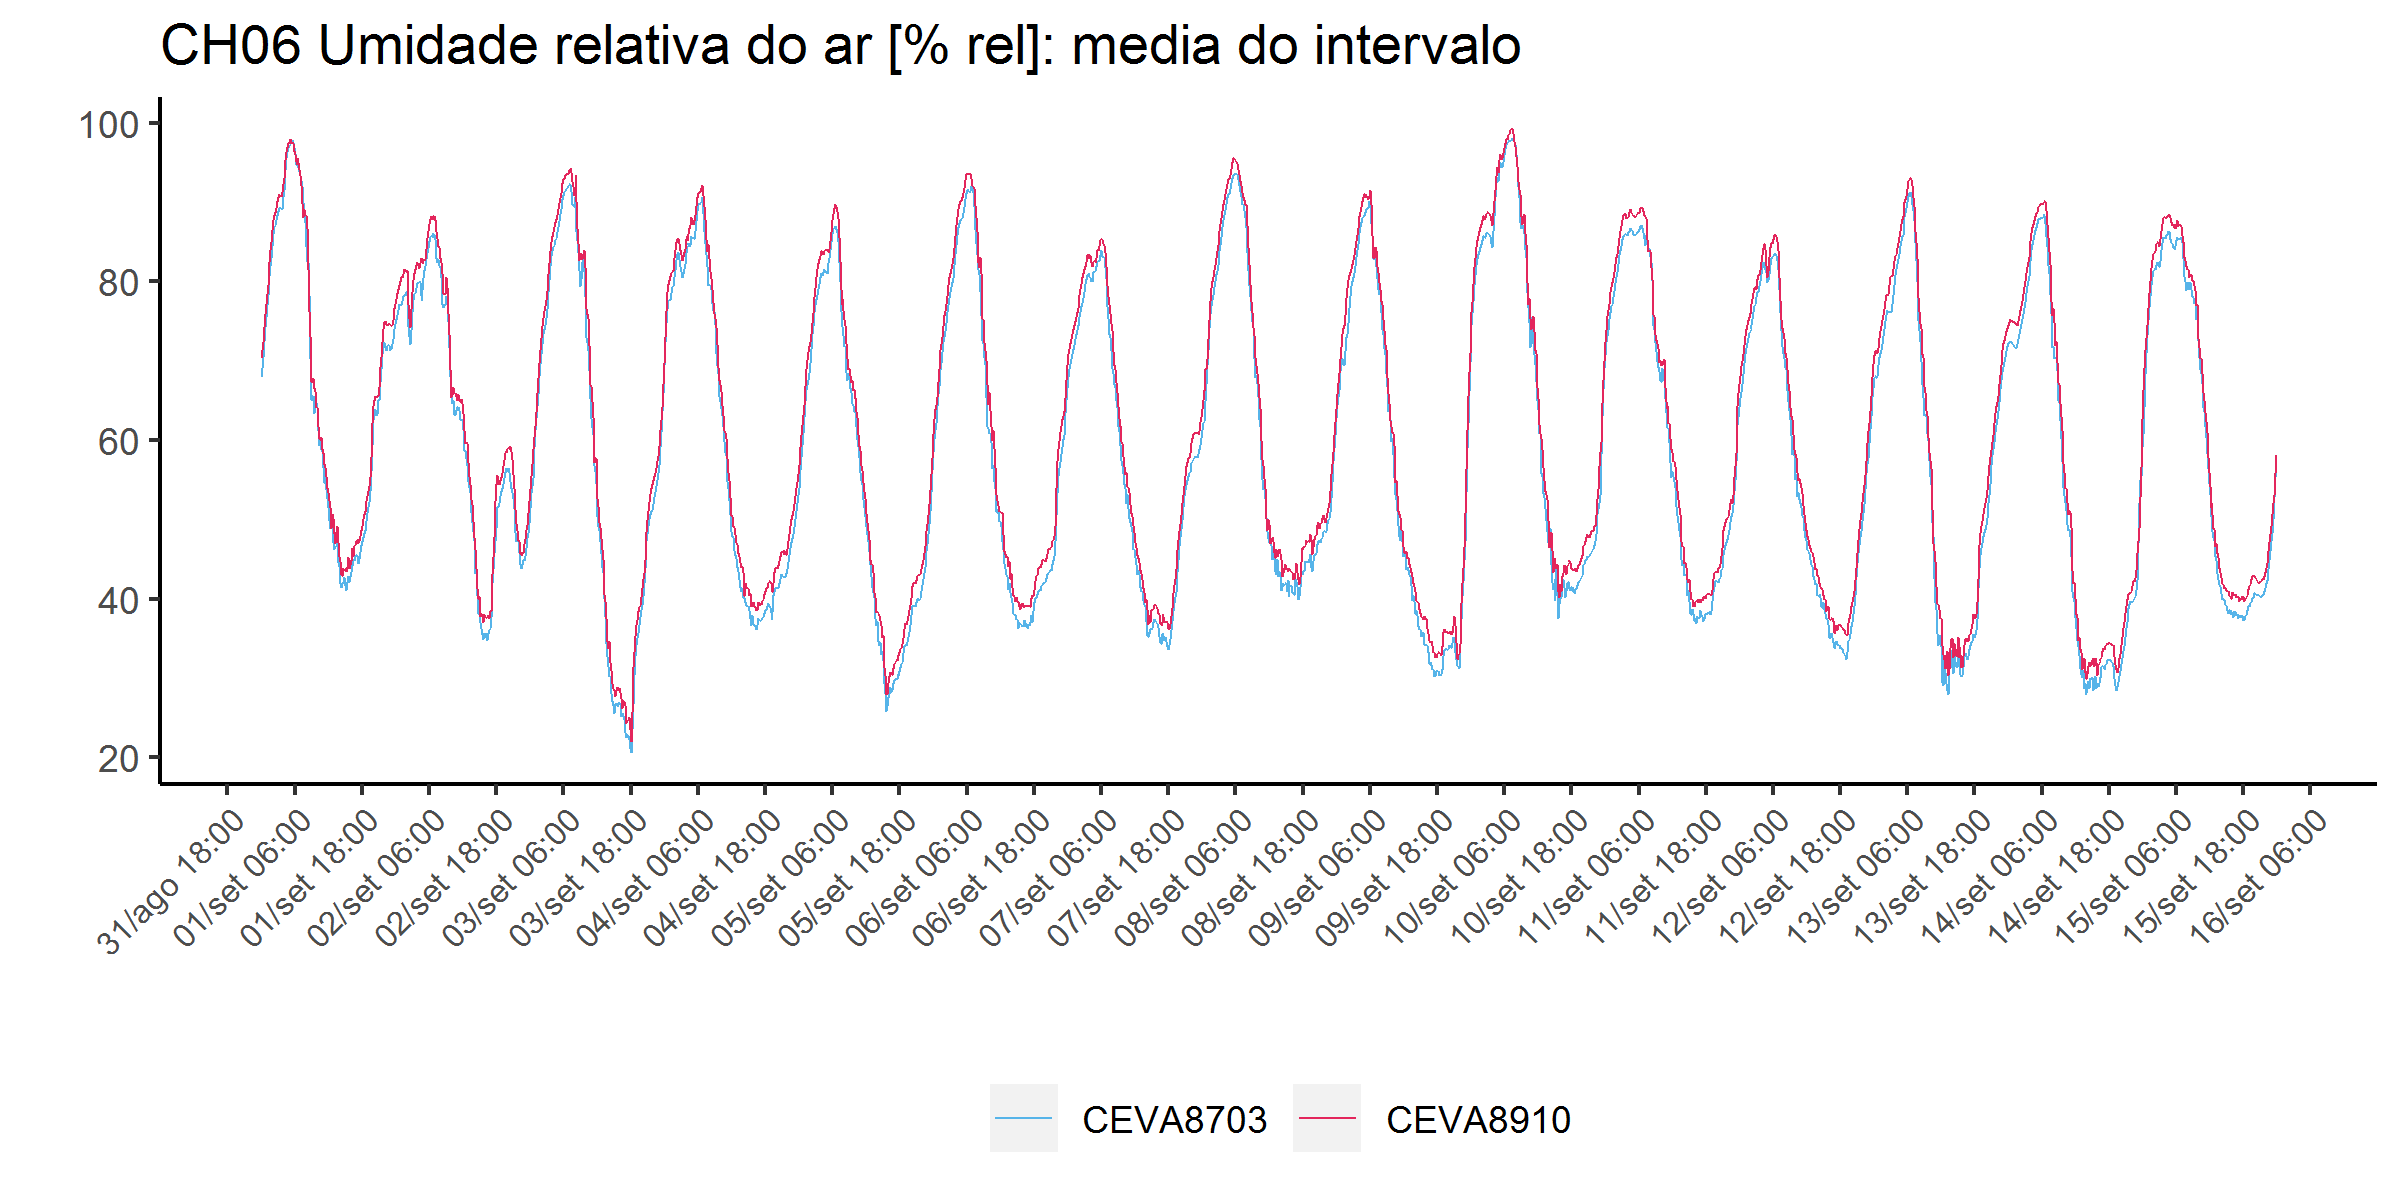 CH06 Umidade relativa do ar [% rel]: media do intervalo
100
80
60
40
20
31/ago 18:00
01/set 06:00
01/set 18:00
02/set 06:00
02/set 18:00
03/set 06:00
03/set 18:00
04/set 06:00
04/set 18:00
05/set 06:00
05/set 18:00
06/set 06:00
06/set 18:00
07/set 06:00
07/set 18:00
08/set 06:00
08/set 18:00
09/set 06:00
09/set 18:00
10/set 06:00
10/set 18:00
11/set 06:00
11/set 18:00
12/set 06:00
12/set 18:00
13/set 06:00
13/set 18:00
14/set 06:00
14/set 18:00
15/set 06:00
15/set 18:00
16/set 06:00
CEVA8703 CEVA8910